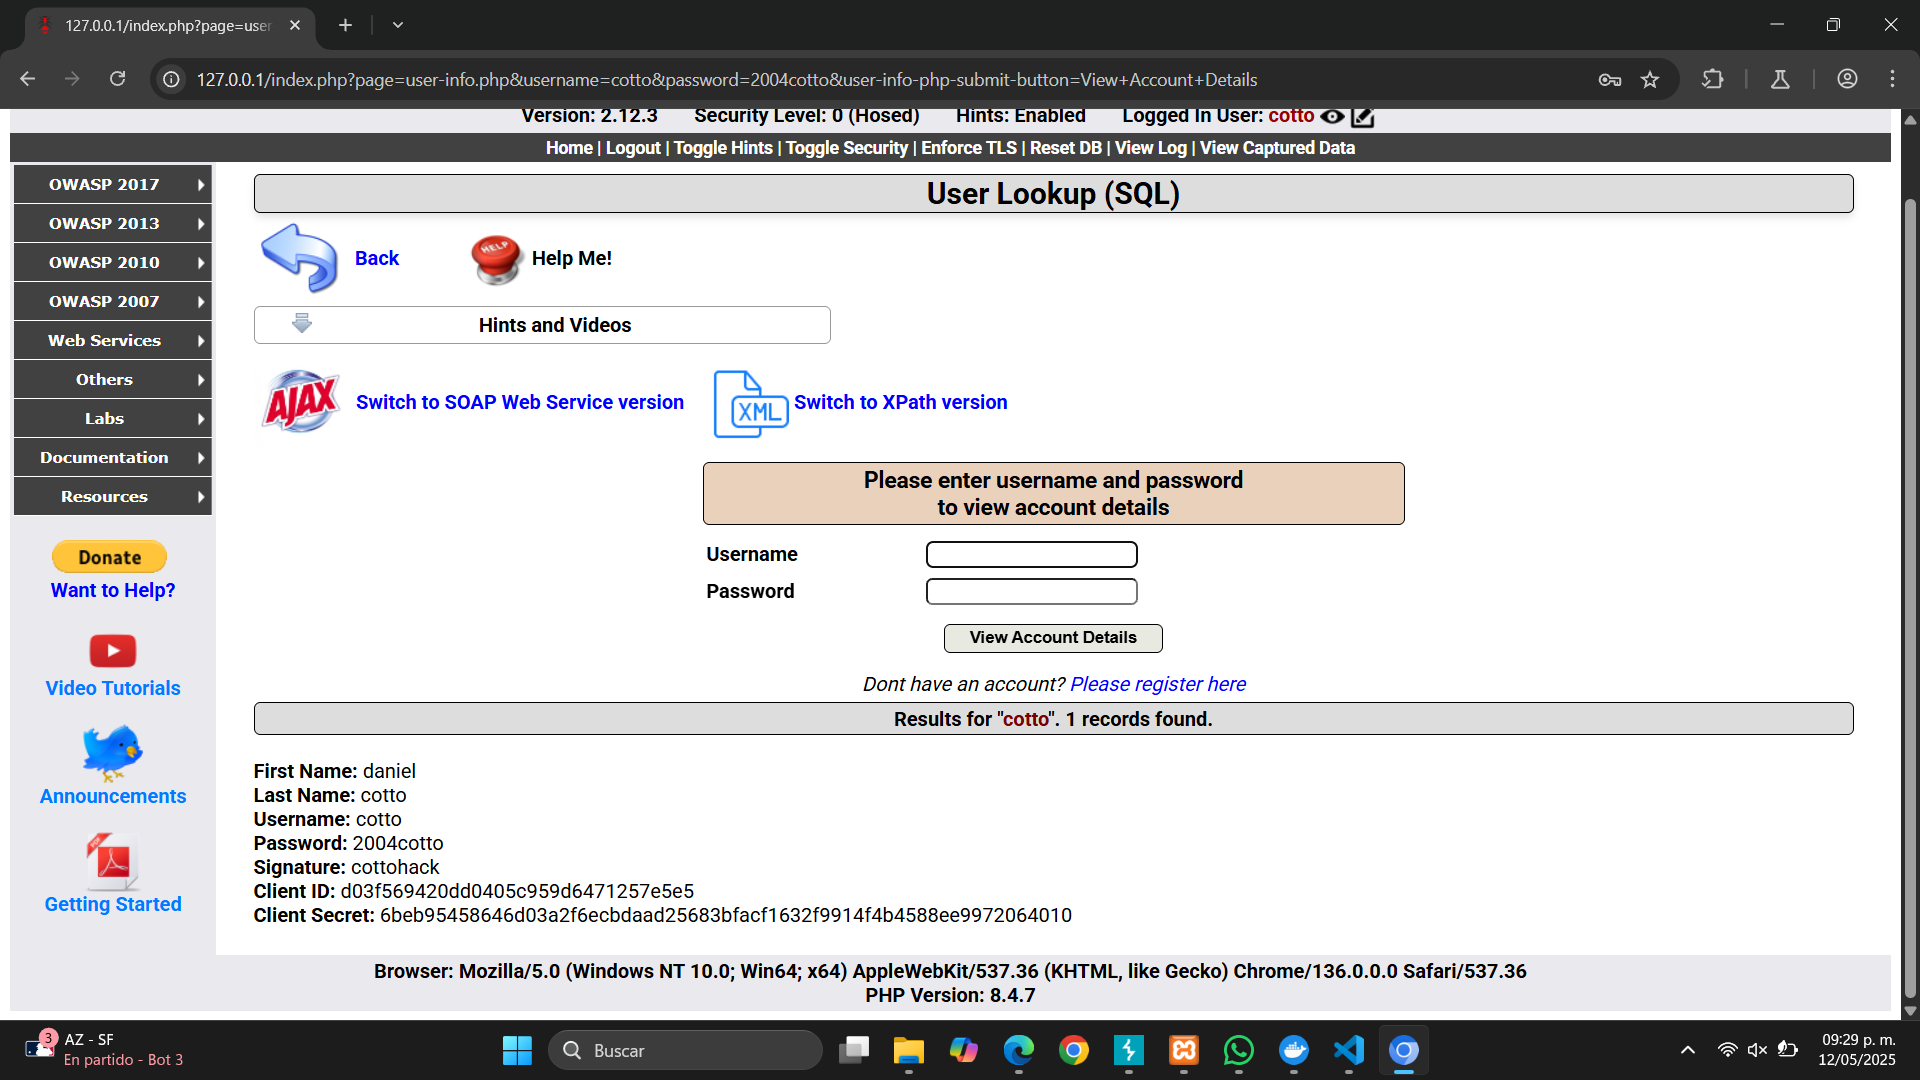 127.0.0.1/index.php?page=user
127.0.0.1/index.php?page=user-info.php&username=cotto&password=2004cotto&user-info-php-submit-button=View+Account+Details
Version: 2.12.3 Security Level: 0 (Hosed) Hints: Enabled Logged In User: cotto
Home | Logout | Toggle Hints | Toggle Security | Enforce TLS | Reset DB | View Log | View Captured Data
OWASP 2017
OWASP 2013
OWASP 2010
OWASP 2007
Web Services
Others
Labs
Documentation
Resources
Donate
Want to Help?
Video Tutorials
Announcements
PDF
Getting Started
User Lookup (SQL)
Back
HELP
Help Me!
Hints and Videos
AJAX
Switch to SOAP Web Service version
XML
Switch to XPath version
Please enter username and password
to view account details
Username
Password
View Account Details
Dont have an account? Please register here
Results for "cotto". 1 records found.
First Name: daniel
Last Name: cotto
Username: cotto
Password: 2004cotto
Signature: cottohack
Client ID: d03f569420dd0405c959d6471257e5e5
Client Secret: 6beb95458646d03a2f6ecbdaad25683bfacf1632f9914f4b4588ee9972064010
Browser: Mozilla/5.0 (Windows NT 10.0; Win64; x64) AppleWebKit/537.36 (KHTML, like Gecko) Chrome/136.0.0.0 Safari/537.36
PHP Version: 8.4.7
3
AZ - SF
En partido - Bot 3
Buscar
09:29 p. m.
12/05/2025